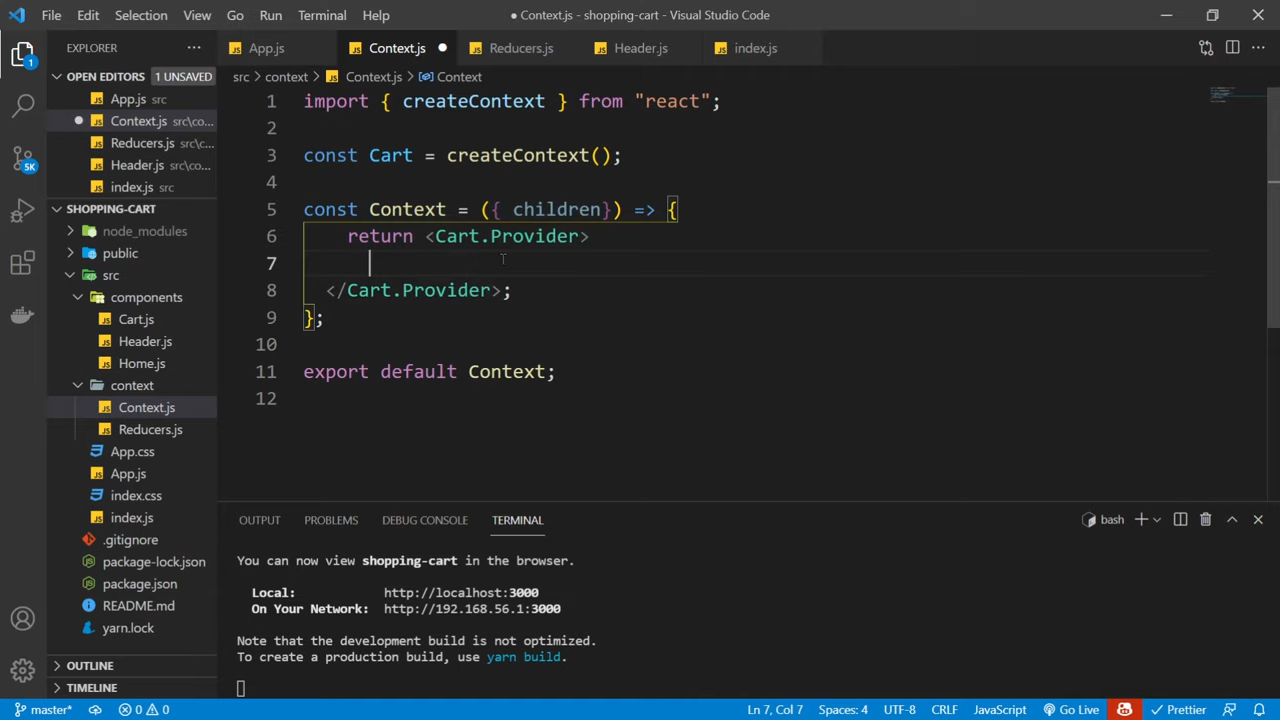 File Edit Selection View Go Run Terminal Help
● Context.js - shopping-cart - Visual Studio Code
EXPLORER
App.js Context.js Reducers.js Header.js index.js
OPEN EDITORS 1 UNSAVED
App.js src
Context.js src\co...
Reducers.js src\co...
Header.js src\co...
index.js src
SHOPPING-CART
node_modules
public
src
components
Cart.js
Header.js
Home.js
context
Context.js
Reducers.js
App.css
App.js
index.css
index.js
.gitignore
package-lock.json
package.json
README.md
yarn.lock
OUTLINE
TIMELINE
1
5K
src > context > Context.js > Context
1 import { createContext } from "react";
2
3 const Cart = createContext();
4
5 const Context = ({ children}) => {
6 return <Cart.Provider>
7
8 </Cart.Provider>;
9 };
10
11 export default Context;
12
OUTPUT PROBLEMS DEBUG CONSOLE TERMINAL
bash
You can now view shopping-cart in the browser.
Local: http://localhost:3000
On Your Network: http://192.168.56.1:3000
Note that the development build is not optimized.
To create a production build, use yarn build.
master* 0 0 Ln 7, Col 7 Spaces: 4 UTF-8 CRLF JavaScript Go Live Prettier